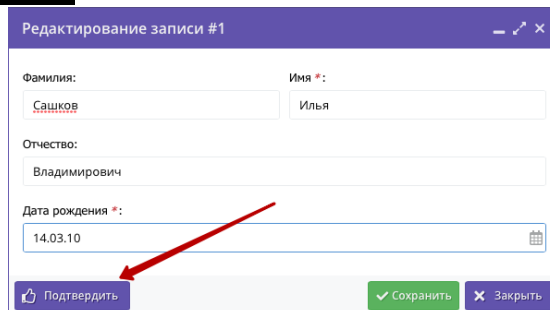 Редактирование записи #1
Фамилия: Имя *:
Сашков Илья
Отчество:
Владимирович
Дата рождения *:
14.03.10
Подтвердить Сохранить Закрыть